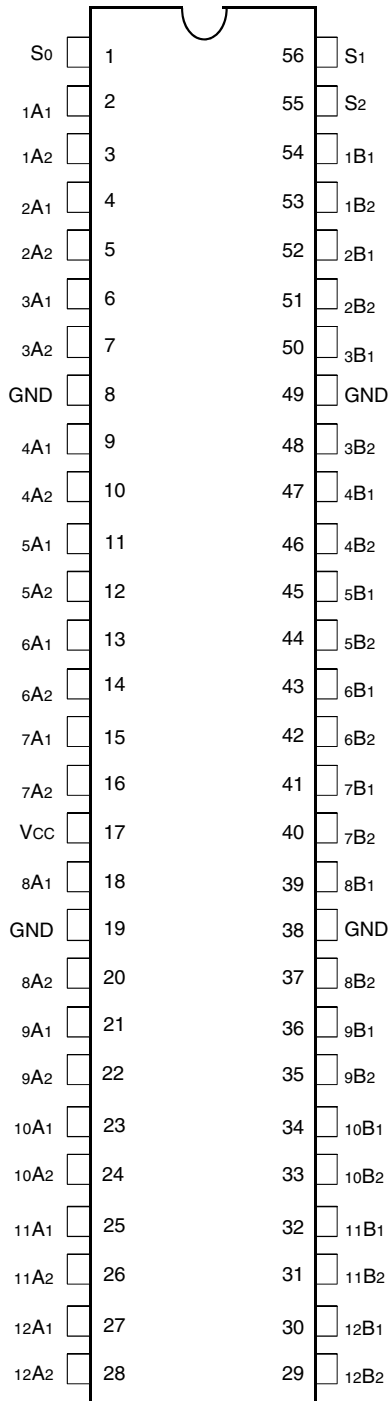 S0 1 56 S1
1A1 2 55 S2
1A2 3 54 1B1
2A1 4 53 1B2
2A2 5 52 2B1
3A1 6 51 2B2
3A2 7 50 3B1
GND 8 49 GND
4A1 9 48 3B2
4A2 10 47 4B1
5A1 11 46 4B2
5A2 12 45 5B1
6A1 13 44 5B2
6A2 14 43 6B1
7A1 15 42 6B2
7A2 16 41 7B1
VCC 17 40 7B2
8A1 18 39 8B1
GND 19 38 GND
8A2 20 37 8B2
9A1 21 36 9B1
9A2 22 35 9B2
10A1 23 34 10B1
10A2 24 33 10B2
11A1 25 32 11B1
11A2 26 31 11B2
12A1 27 30 12B1
12A2 28 29 12B2